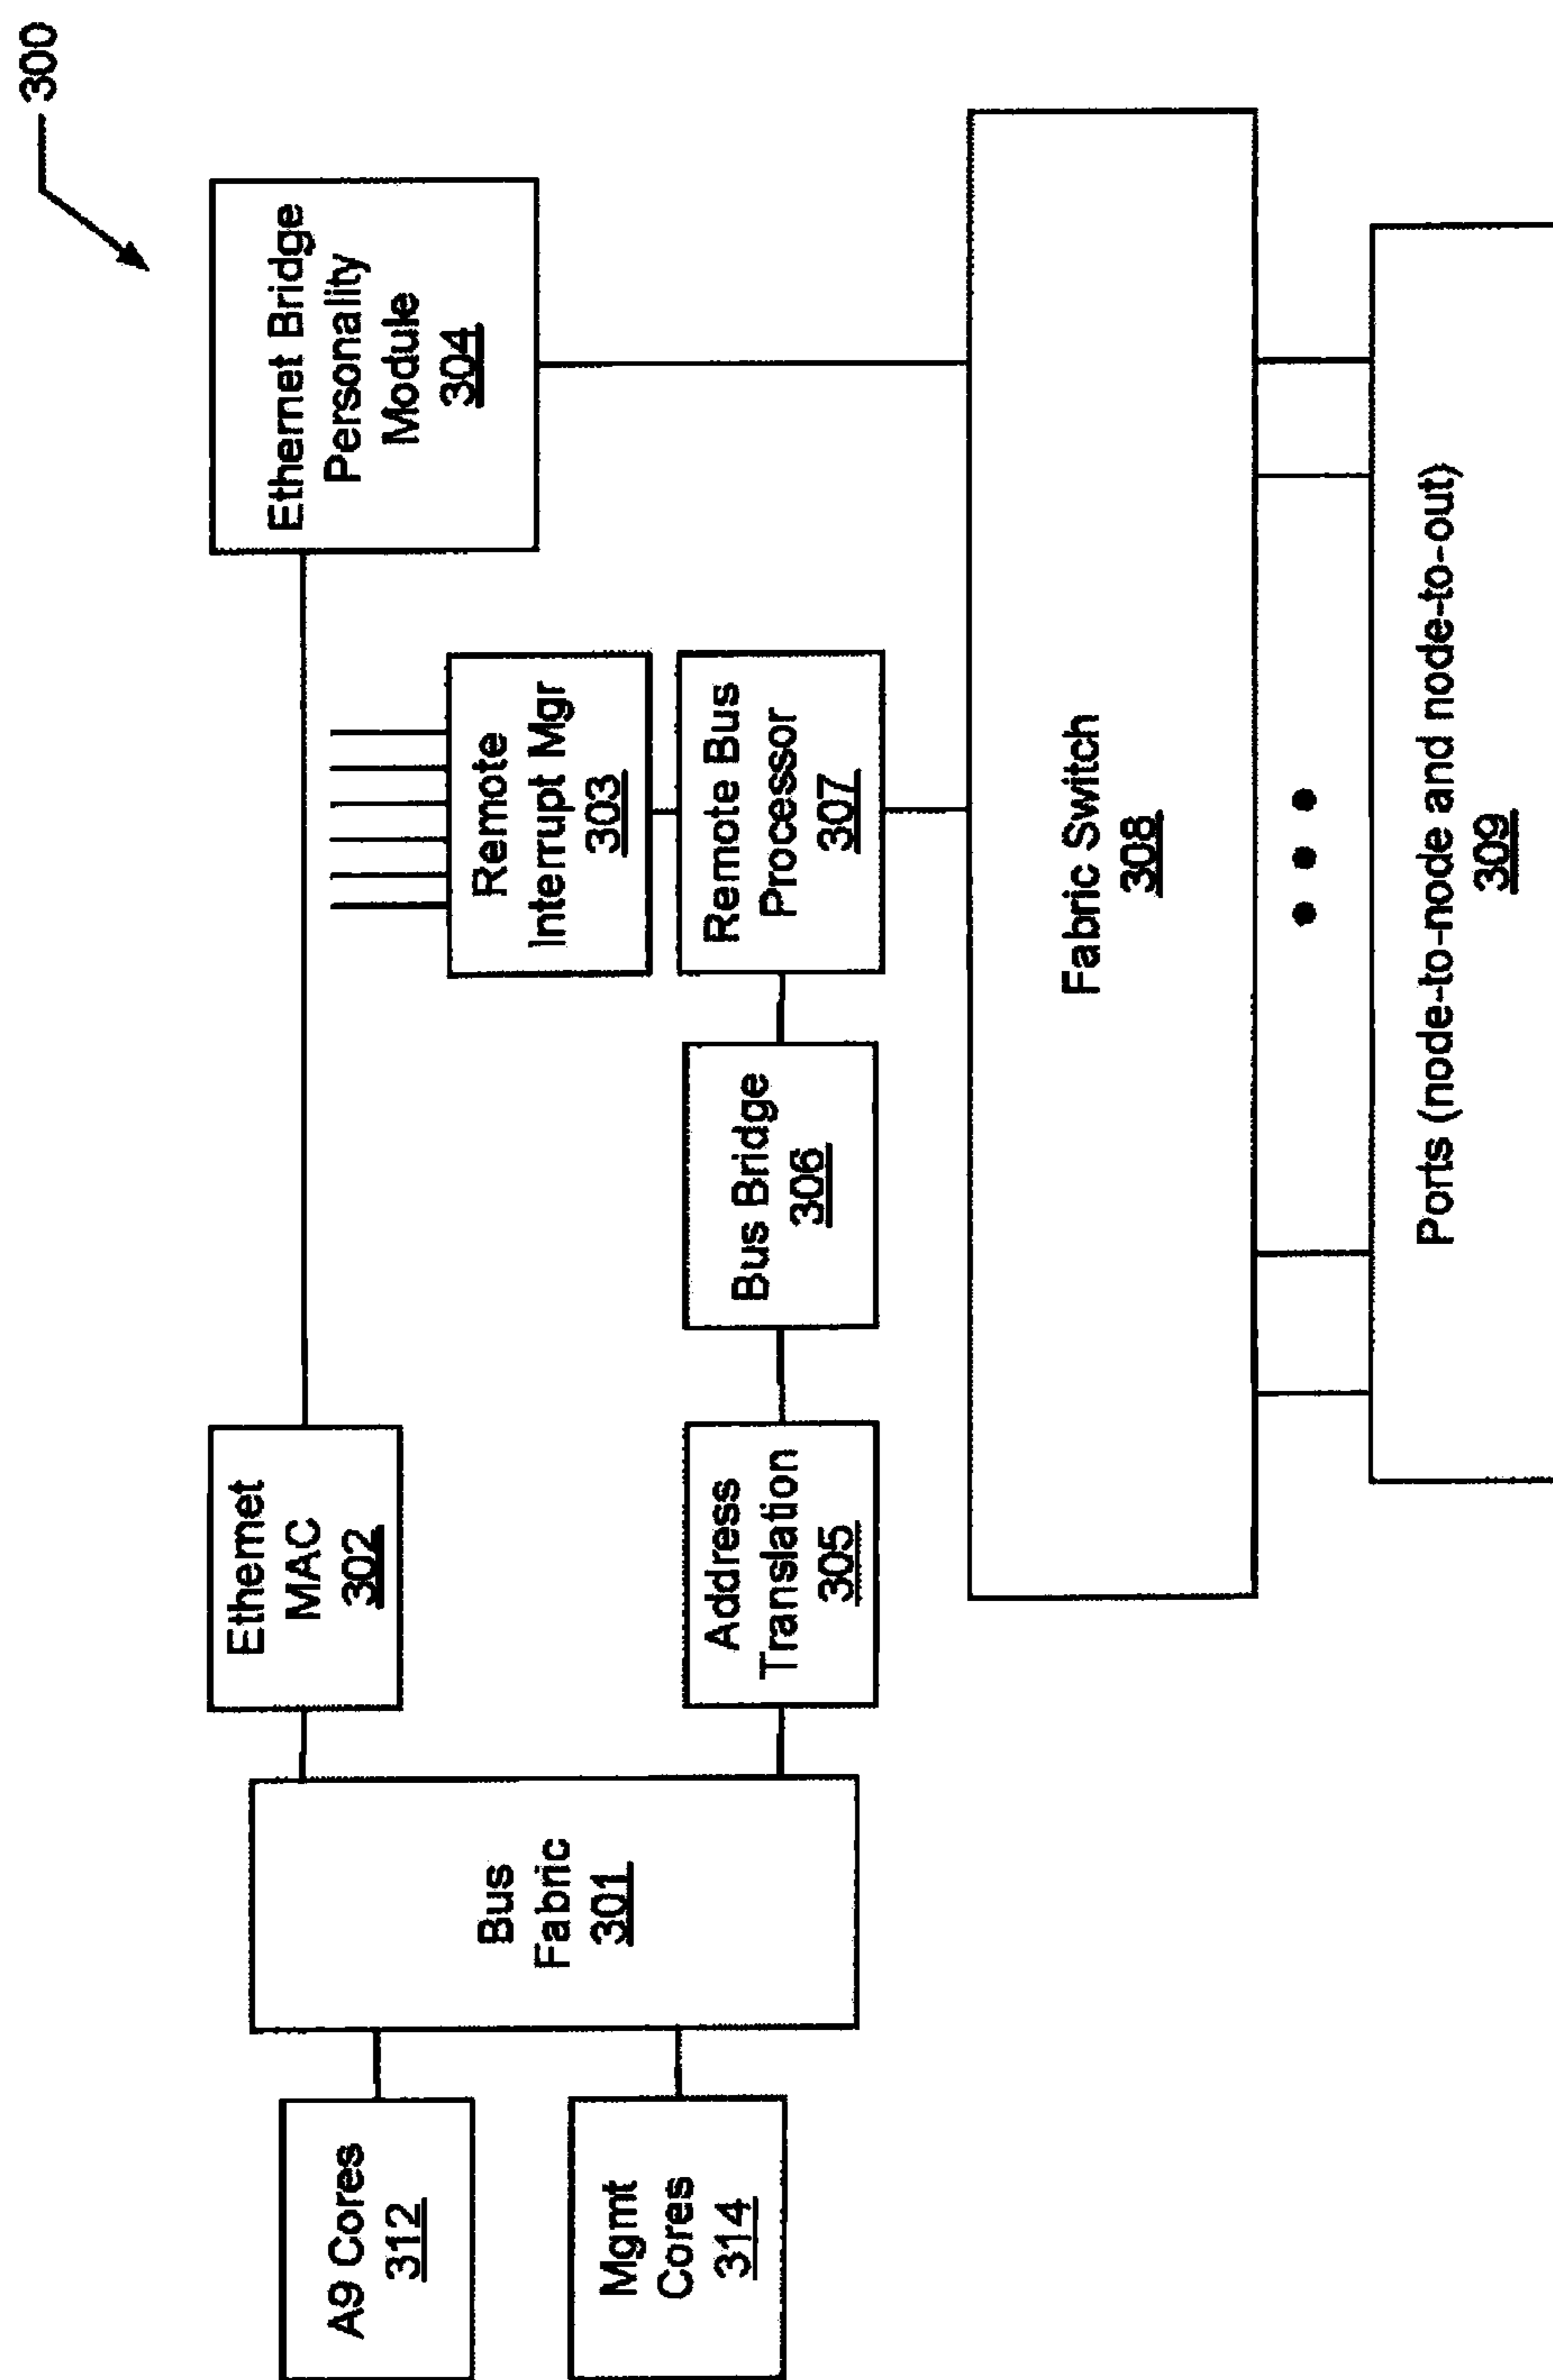 300
A9 Cores
312
Mgmt
Cores
314
Bus
Fabric
301
Ethernet
MAC
302
Address
Translation
305
Bus Bridge
306
Remote
Interrupt Mgr
303
Remote Bus
Processor
307
Ethernet Bridge
Personality
Module
304
Fabric Switch
308
Ports (node-to-node and node-to-out)
309